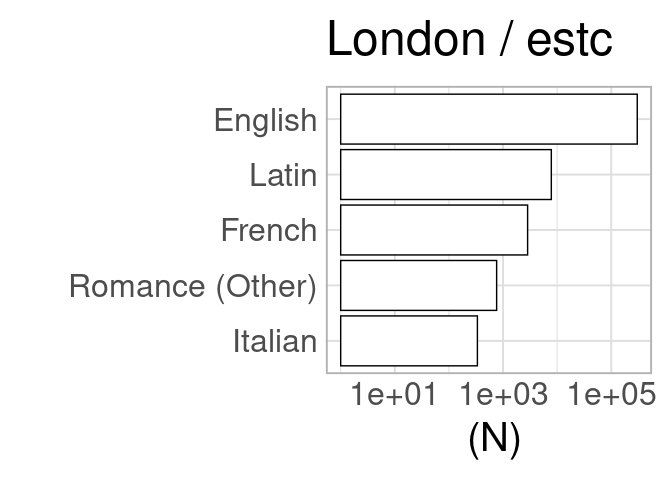 London / estc
English
Latin
French
Romance (Other)
Italian
1e+01 1e+03 1e+05
(N)